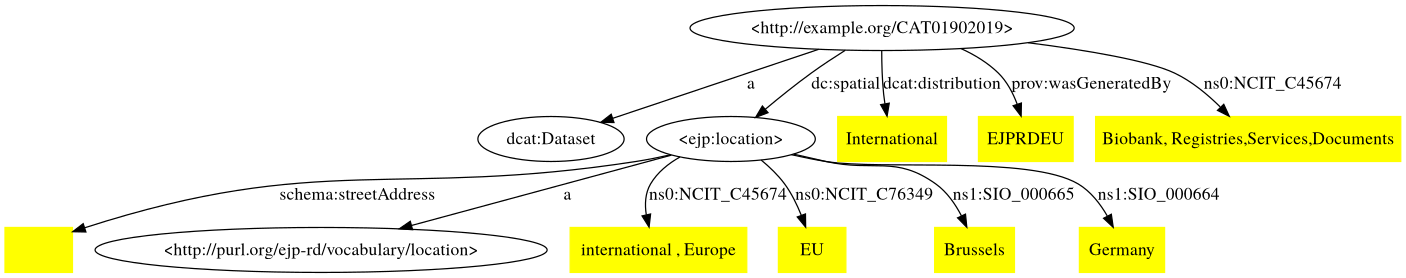 <http://example.org/CAT01902019>
a
dc:spatial
dcat:distribution
prov:wasGeneratedBy
ns0:NCIT_C45674
dcat:Dataset
<ejp:location>
International
EJPRDEU
Biobank, Registries,Services,Documents
schema:streetAddress
a
ns0:NCIT_C45674
ns0:NCIT_C76349
ns1:SIO_000665
ns1:SIO_000664
<http://purl.org/ejp-rd/vocabulary/location>
international , Europe
EU
Brussels
Germany